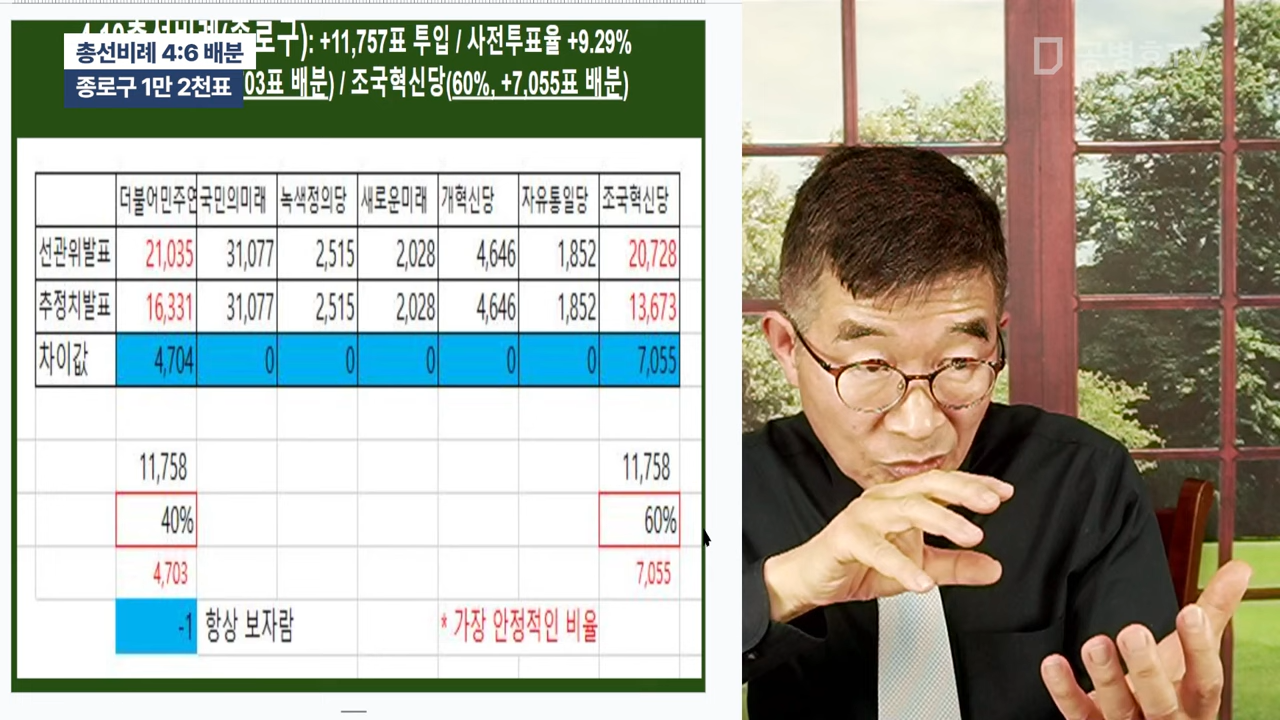 종로구): +11,757표 투입 / 사전투표율 +9.29%
총선비례 4:6 배분
종로구 1만 2천표
03표 배분) / 조국혁신당(60%, +7,055표 배분)
더불어민주연 국민의미래 녹색정의당 새로운미래 개혁신당 자유통일당 조국혁신당
선관위발표 21,035 31,077 2,515 2,028 4,646 1,852 20,728
추정치발표 16,331 31,077 2,515 2,028 4,646 1,852 13,673
차이값 4,704 0 0 0 0 0 7,055
11,758 11,758
40% 60%
4,703 7,055
-1 항상 보자람 * 가장 안정적인 비율